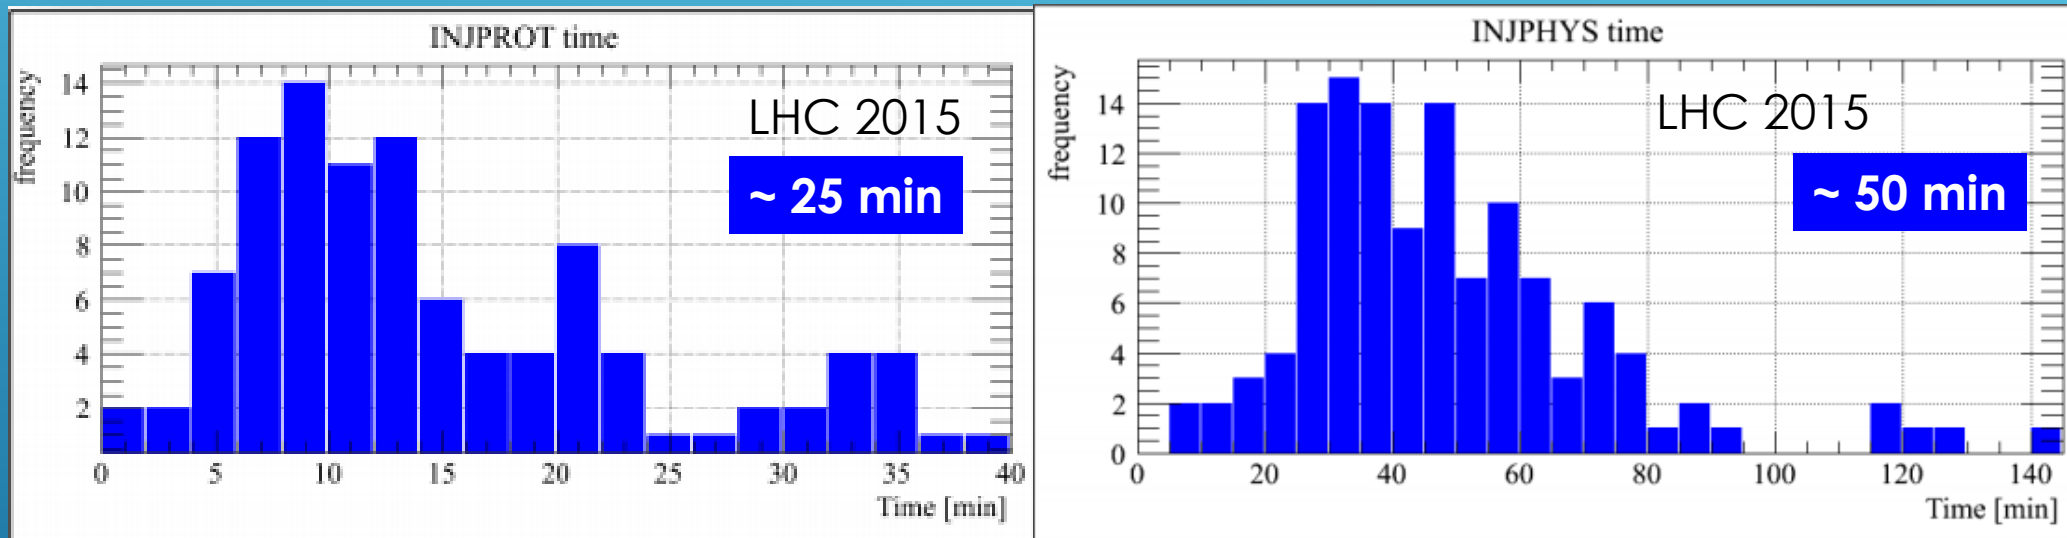 INJPROT time
frequency
14
12
10
8
6
4
2
LHC 2015
~ 25 min
0 5 10 15 20 25 30 35 40
Time [min]
INJPHYS time
frequency
14
12
10
8
6
4
2
0
LHC 2015
~ 50 min
0 20 40 60 80 100 120 140
Time [min]